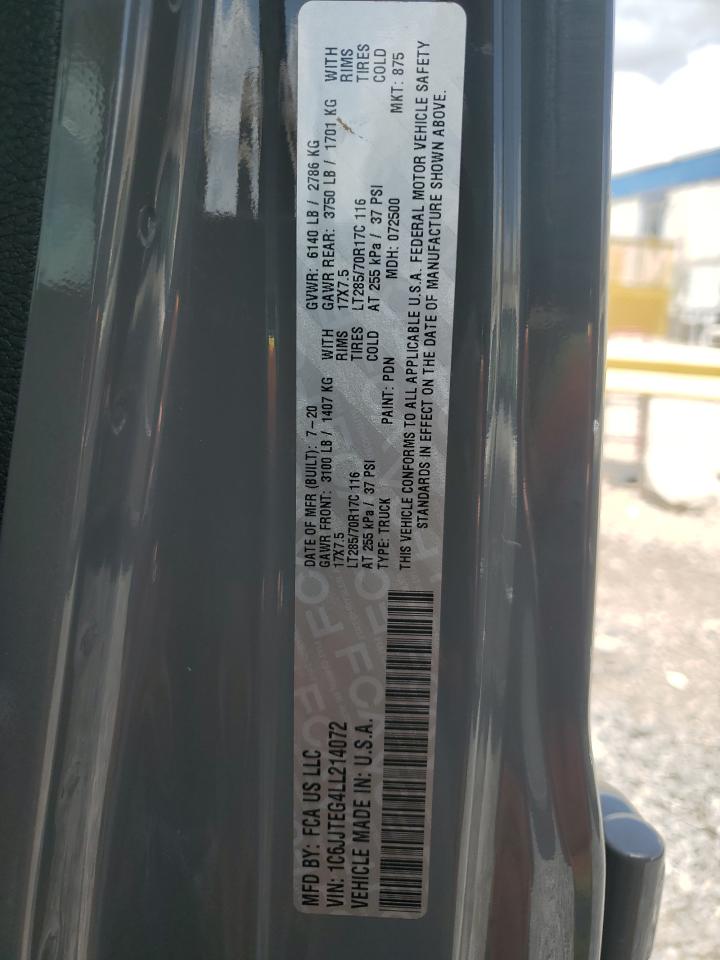 MFD BY: FCA US LLC
VIN: 1C6JJTEG4LL214072
VEHICLE MADE IN: U.S.A.
DATE OF MFR (BUILT): 7-20 GVWR: 6140 LB / 2786 KG
GAWR FRONT: 3100 LB / 1407 KG WITH GAWR REAR: 3750 LB / 1701 KG WITH
17X7.5 RIMS 17X7.5 RIMS
LT285/70R17C 116 TIRES LT285/70R17C 116 TIRES
AT 255 kPa / 37 PSI COLD AT 255 kPa / 37 PSI COLD
TYPE: TRUCK PAINT: PDN MDH: 072500 MKT: 875
THIS VEHICLE CONFORMS TO ALL APPLICABLE U.S.A. FEDERAL MOTOR VEHICLE SAFETY
STANDARDS IN EFFECT ON THE DATE OF MANUFACTURE SHOWN ABOVE.